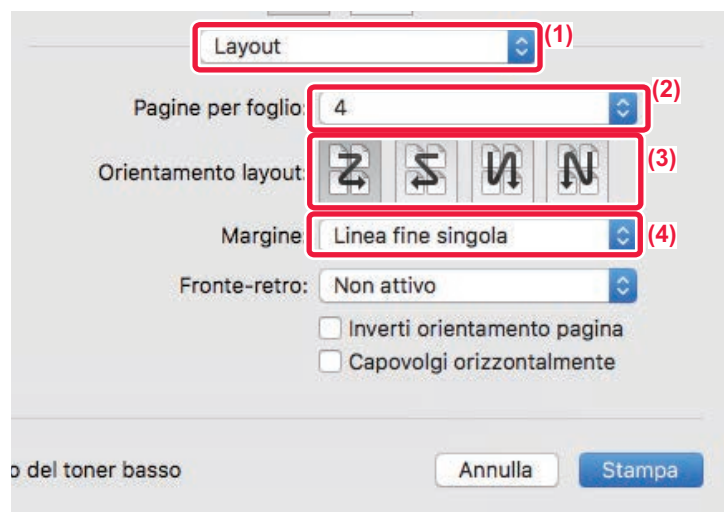 Layout (1)
Pagine per foglio: 4 (2)
Orientamento layout: (3)
Margine: Linea fine singola (4)
Fronte-retro: Non attivo
Inverti orientamento pagina
Capovolgi orizzontalmente
o del toner basso Annulla Stampa